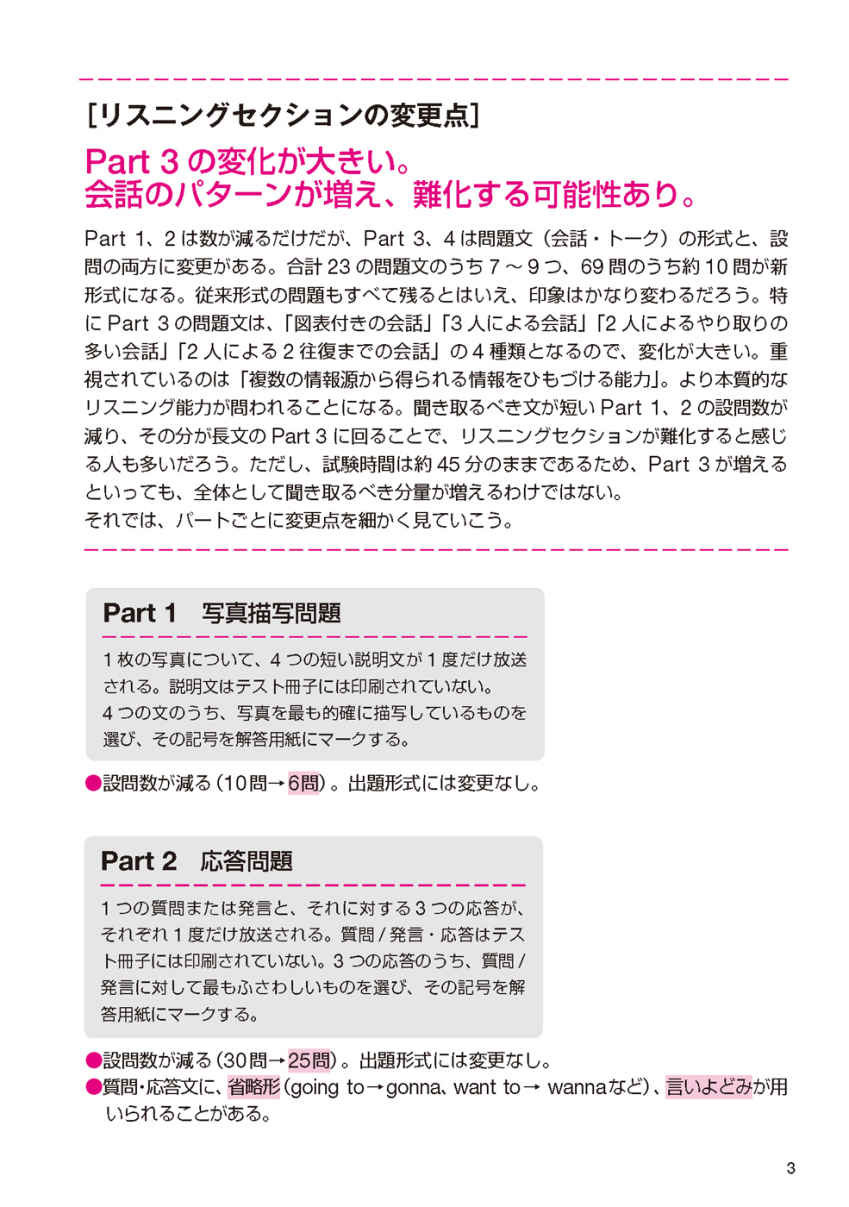 ［リスニングセクションの変更点］
Part 3 の変化が大きい。
会話のパターンが増え、難化する可能性あり。
Part 1、2 は数が減るだけだが、Part 3、4 は問題文（会話・トーク）の形式と、設
問の両方に変更がある。合計 23 の問題文のうち 7 ～ 9 つ、69 問のうち約 10 問が新
形式になる。従来形式の問題もすべて残るとはいえ、印象はかなり変わるだろう。特
に Part 3 の問題文は、「図表付きの会話」「3 人による会話」「2 人によるやり取りの
多い会話」「2 人による 2 往復までの会話」の 4 種類となるので、変化が大きい。重
視されているのは「複数の情報源から得られる情報をひもづける能力」。より本質的な
リスニング能力が問われることになる。聞き取るべき文が短い Part 1、2 の設問数が
減り、その分が長文の Part 3 に回ることで、リスニングセクションが難化すると感じ
る人も多いだろう。ただし、試験時間は約 45 分のままであるため、Part 3 が増える
といっても、全体として聞き取るべき分量が増えるわけではない。
それでは、パートごとに変更点を細かく見ていこう。
Part 1　写真描写問題
1 枚の写真について、4 つの短い説明文が 1 度だけ放送
される。説明文はテスト冊子には印刷されていない。
4 つの文のうち、写真を最も的確に描写しているものを
選び、その記号を解答用紙にマークする。
●設問数が減る（10 問→ 6 問）。出題形式には変更なし。
Part 2　応答問題
1 つの質問または発言と、それに対する 3 つの応答が、
それぞれ 1 度だけ放送される。質問 / 発言・応答はテス
ト冊子には印刷されていない。3 つの応答のうち、質問 /
発言に対して最もふさわしいものを選び、その記号を解
答用紙にマークする。
●設問数が減る（30 問→ 25 問）。出題形式には変更なし。
●質問・応答文に、省略形（going to→gonna、want to→ wannaなど）、言いよどみが用
いられることがある。
3